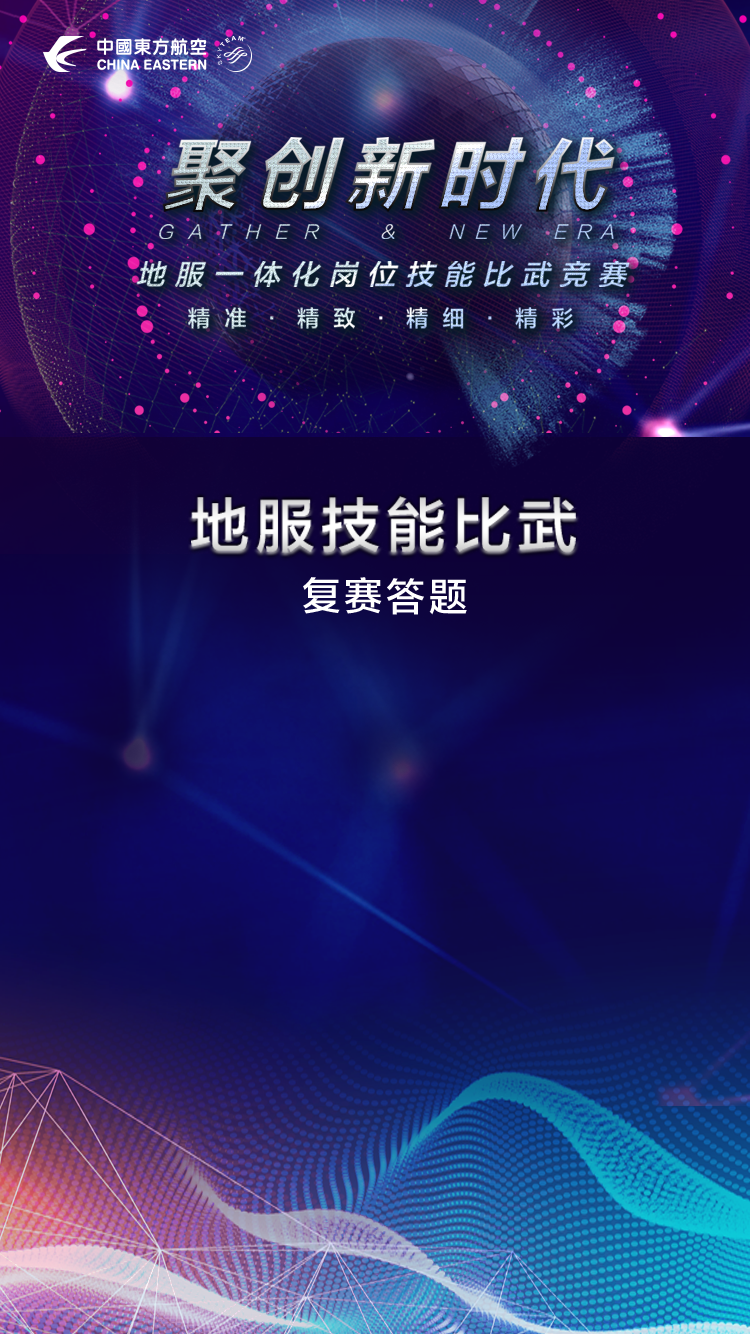 中國東方航空
CHINA EASTERN
SKYTEAM
聚创新时代
GATHER & NEW ERA
地服一体化岗位技能比武竞赛
精准·精致·精细·精彩
地服技能比武
复赛答题